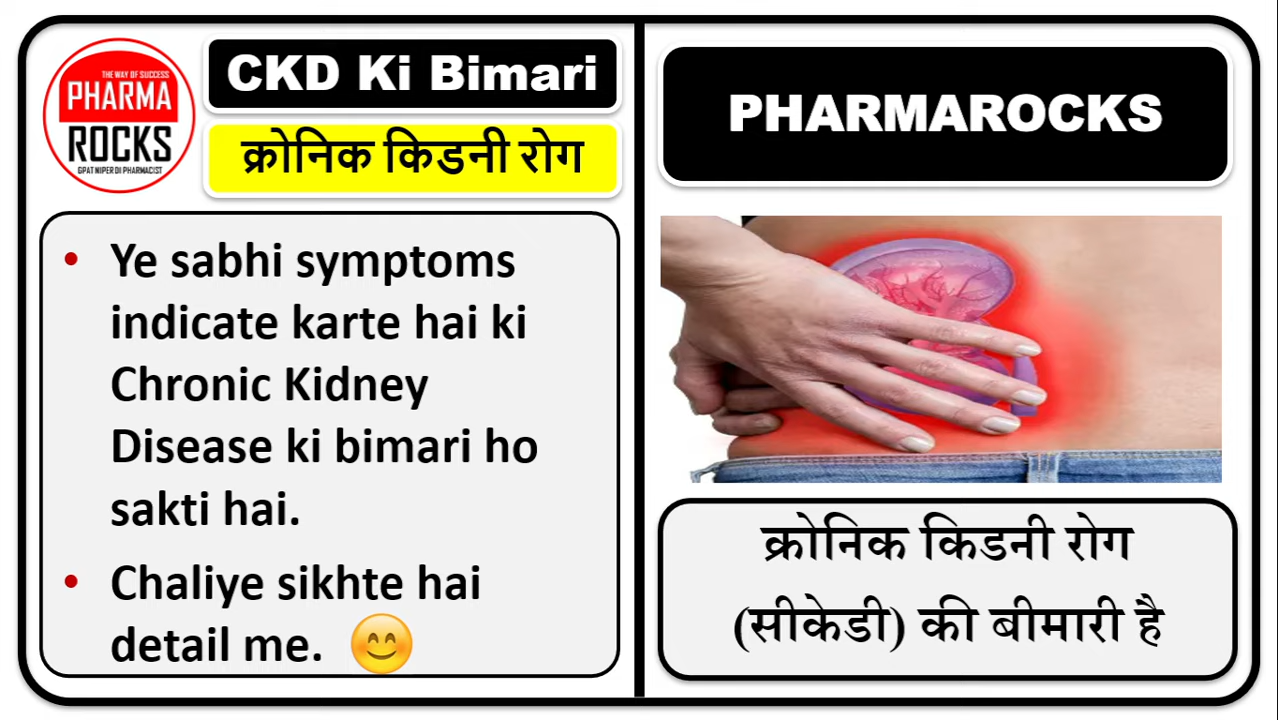 THE WAY OF SUCCESS
PHARMA
ROCKS
GPAT NIPER DI PHARMACIST
CKD Ki Bimari
क्रोनिक किडनी रोग
• Ye sabhi symptoms
indicate karte hai ki
Chronic Kidney
Disease ki bimari ho
sakti hai.
• Chaliye sikhte hai
detail me. 😊
PHARMAROCKS
क्रोनिक किडनी रोग
(सीकेडी) की बीमारी है